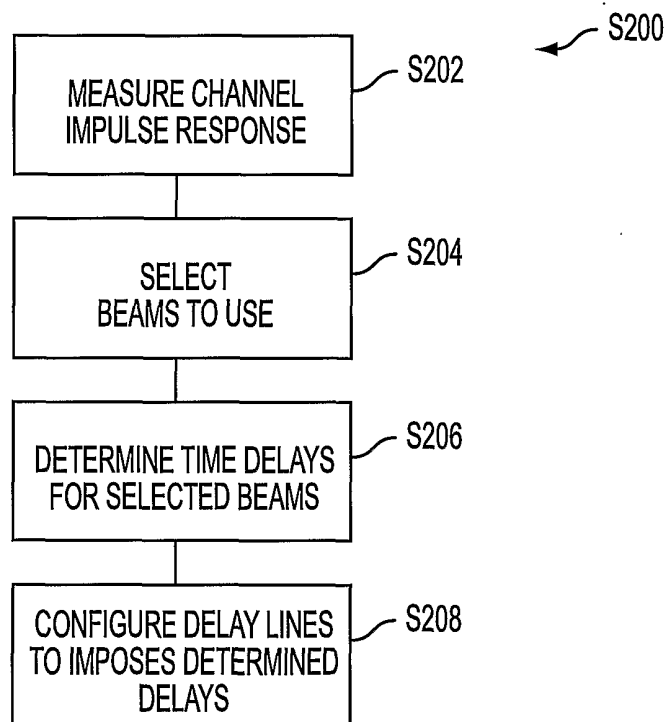 S200
MEASURE CHANNEL
IMPULSE RESPONSE
S202
SELECT
BEAMS TO USE
S204
DETERMINE TIME DELAYS
FOR SELECTED BEAMS
S206
CONFIGURE DELAY LINES
TO IMPOSES DETERMINED
DELAYS
S208